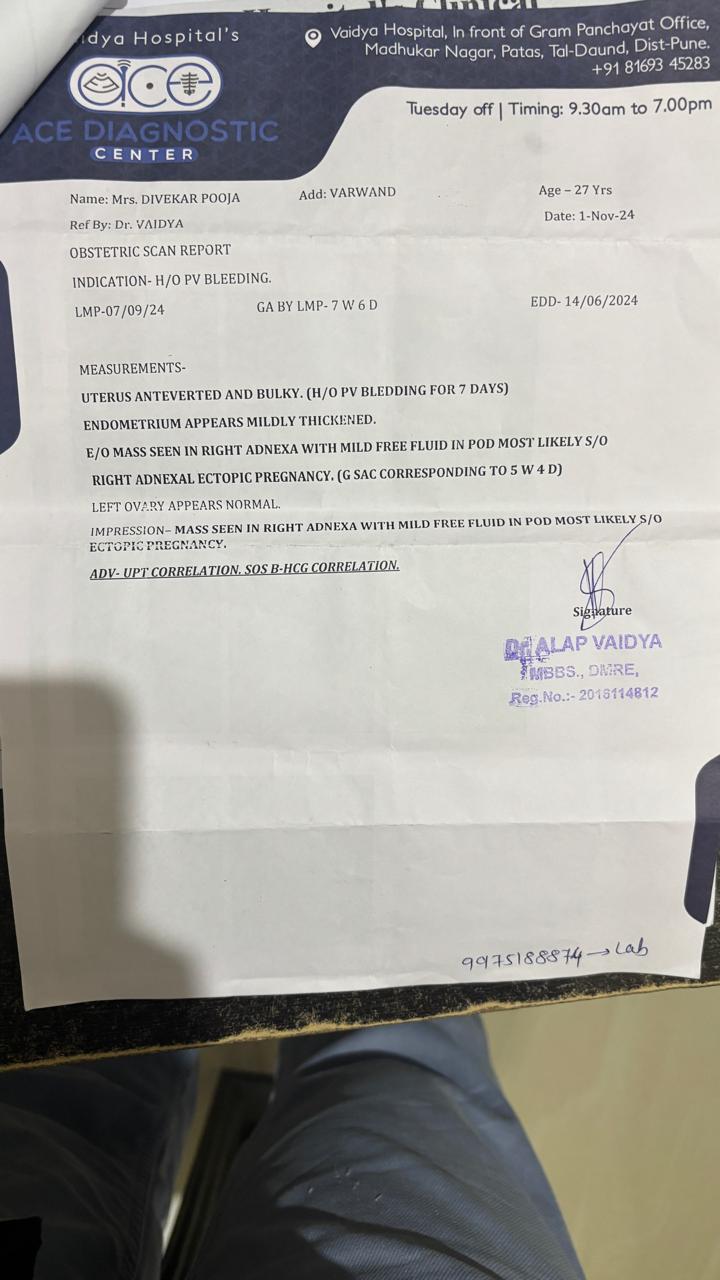 idya Hospital's
Vaidya Hospital, In front of Gram Panchayat Office,
Madhukar Nagar, Patas, Tal-Daund, Dist-Pune.
+91 81693 45283
ace
ACE DIAGNOSTIC
CENTER
Tuesday off | Timing: 9.30am to 7.00pm
Name: Mrs. DIVEKAR POOJA Add: VARWAND Age – 27 Yrs
Ref By: Dr. VAIDYA Date: 1-Nov-24
OBSTETRIC SCAN REPORT
INDICATION- H/O PV BLEEDING.
LMP-07/09/24 GA BY LMP- 7 W 6 D EDD- 14/06/2024
MEASUREMENTS-
UTERUS ANTEVERTED AND BULKY. (H/O PV BLEDDING FOR 7 DAYS)
ENDOMETRIUM APPEARS MILDLY THICKENED.
E/O MASS SEEN IN RIGHT ADNEXA WITH MILD FREE FLUID IN POD MOST LIKELY S/O
RIGHT ADNEXAL ECTOPIC PREGNANCY. (G SAC CORRESPONDING TO 5 W 4 D)
LEFT OVARY APPEARS NORMAL.
IMPRESSION– MASS SEEN IN RIGHT ADNEXA WITH MILD FREE FLUID IN POD MOST LIKELY S/O
ECTOPIC PREGNANCY.
ADV- UPT CORRELATION. SOS B-HCG CORRELATION.
Signature
Dr. ALAP VAIDYA
MBBS., DMRE,
Reg.No.:- 2016114812
9975188874 → Lab